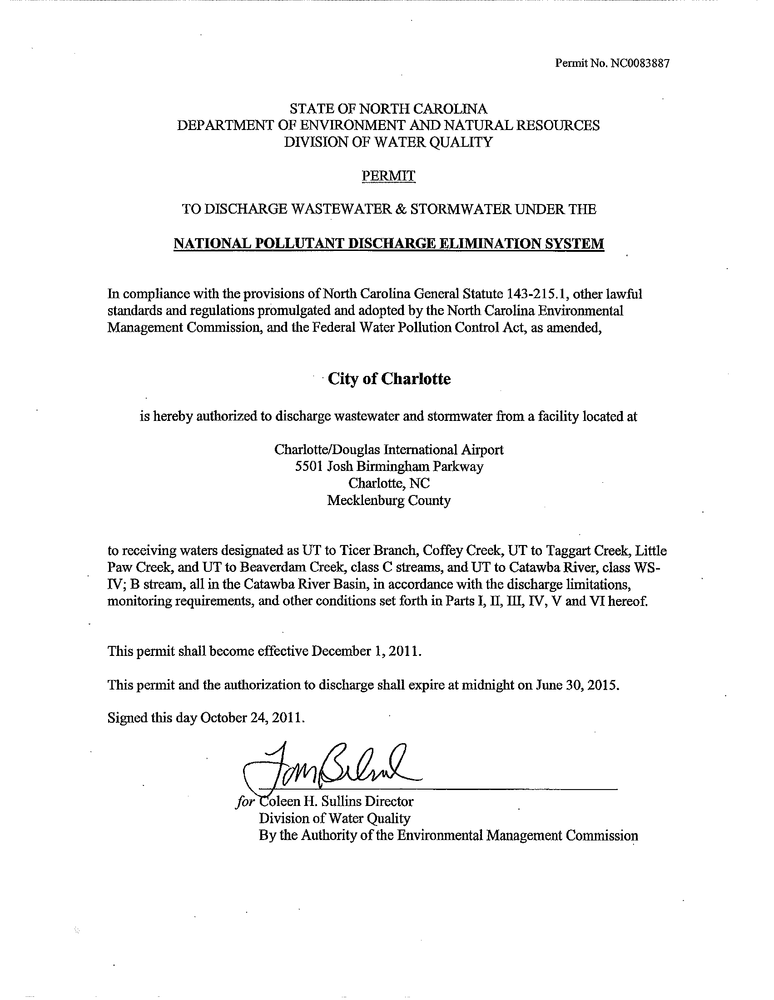 Permit No. NC0083887
STATE OF NORTH CAROLINA
DEPARTMENT OF ENVIRONMENT AND NATURAL RESOURCES
DIVISION OF WATER QUALITY
PERMIT
TO DISCHARGE WASTEWATER & STORMWATER UNDER THE
NATIONAL POLLUTANT DISCHARGE ELIMINATION SYSTEM
In compliance with the provisions of North Carolina General Statute 143-215.1, other lawful
standards and regulations promulgated and adopted by the North Carolina Environmental
Management Commission, and the Federal Water Pollution Control Act, as amended,
City of Charlotte
is hereby authorized to discharge wastewater and stormwater from a facility located at
Charlotte/Douglas International Airport
5501 Josh Birmingham Parkway
Charlotte, NC
Mecklenburg County
to receiving waters designated as UT to Ticer Branch, Coffey Creek, UT to Taggart Creek, Little
Paw Creek, and UT to Beaverdam Creek, class C streams, and UT to Catawba River, class WS-
IV; B stream, all in the Catawba River Basin, in accordance with the discharge limitations,
monitoring requirements, and other conditions set forth in Parts I, II, III, IV, V and VI hereof.
This permit shall become effective December 1, 2011.
This permit and the authorization to discharge shall expire at midnight on June 30, 2015.
Signed this day October 24, 2011.
Tom
for Coleen H. Sullins Director
Division of Water Quality
By the Authority of the Environmental Management Commission